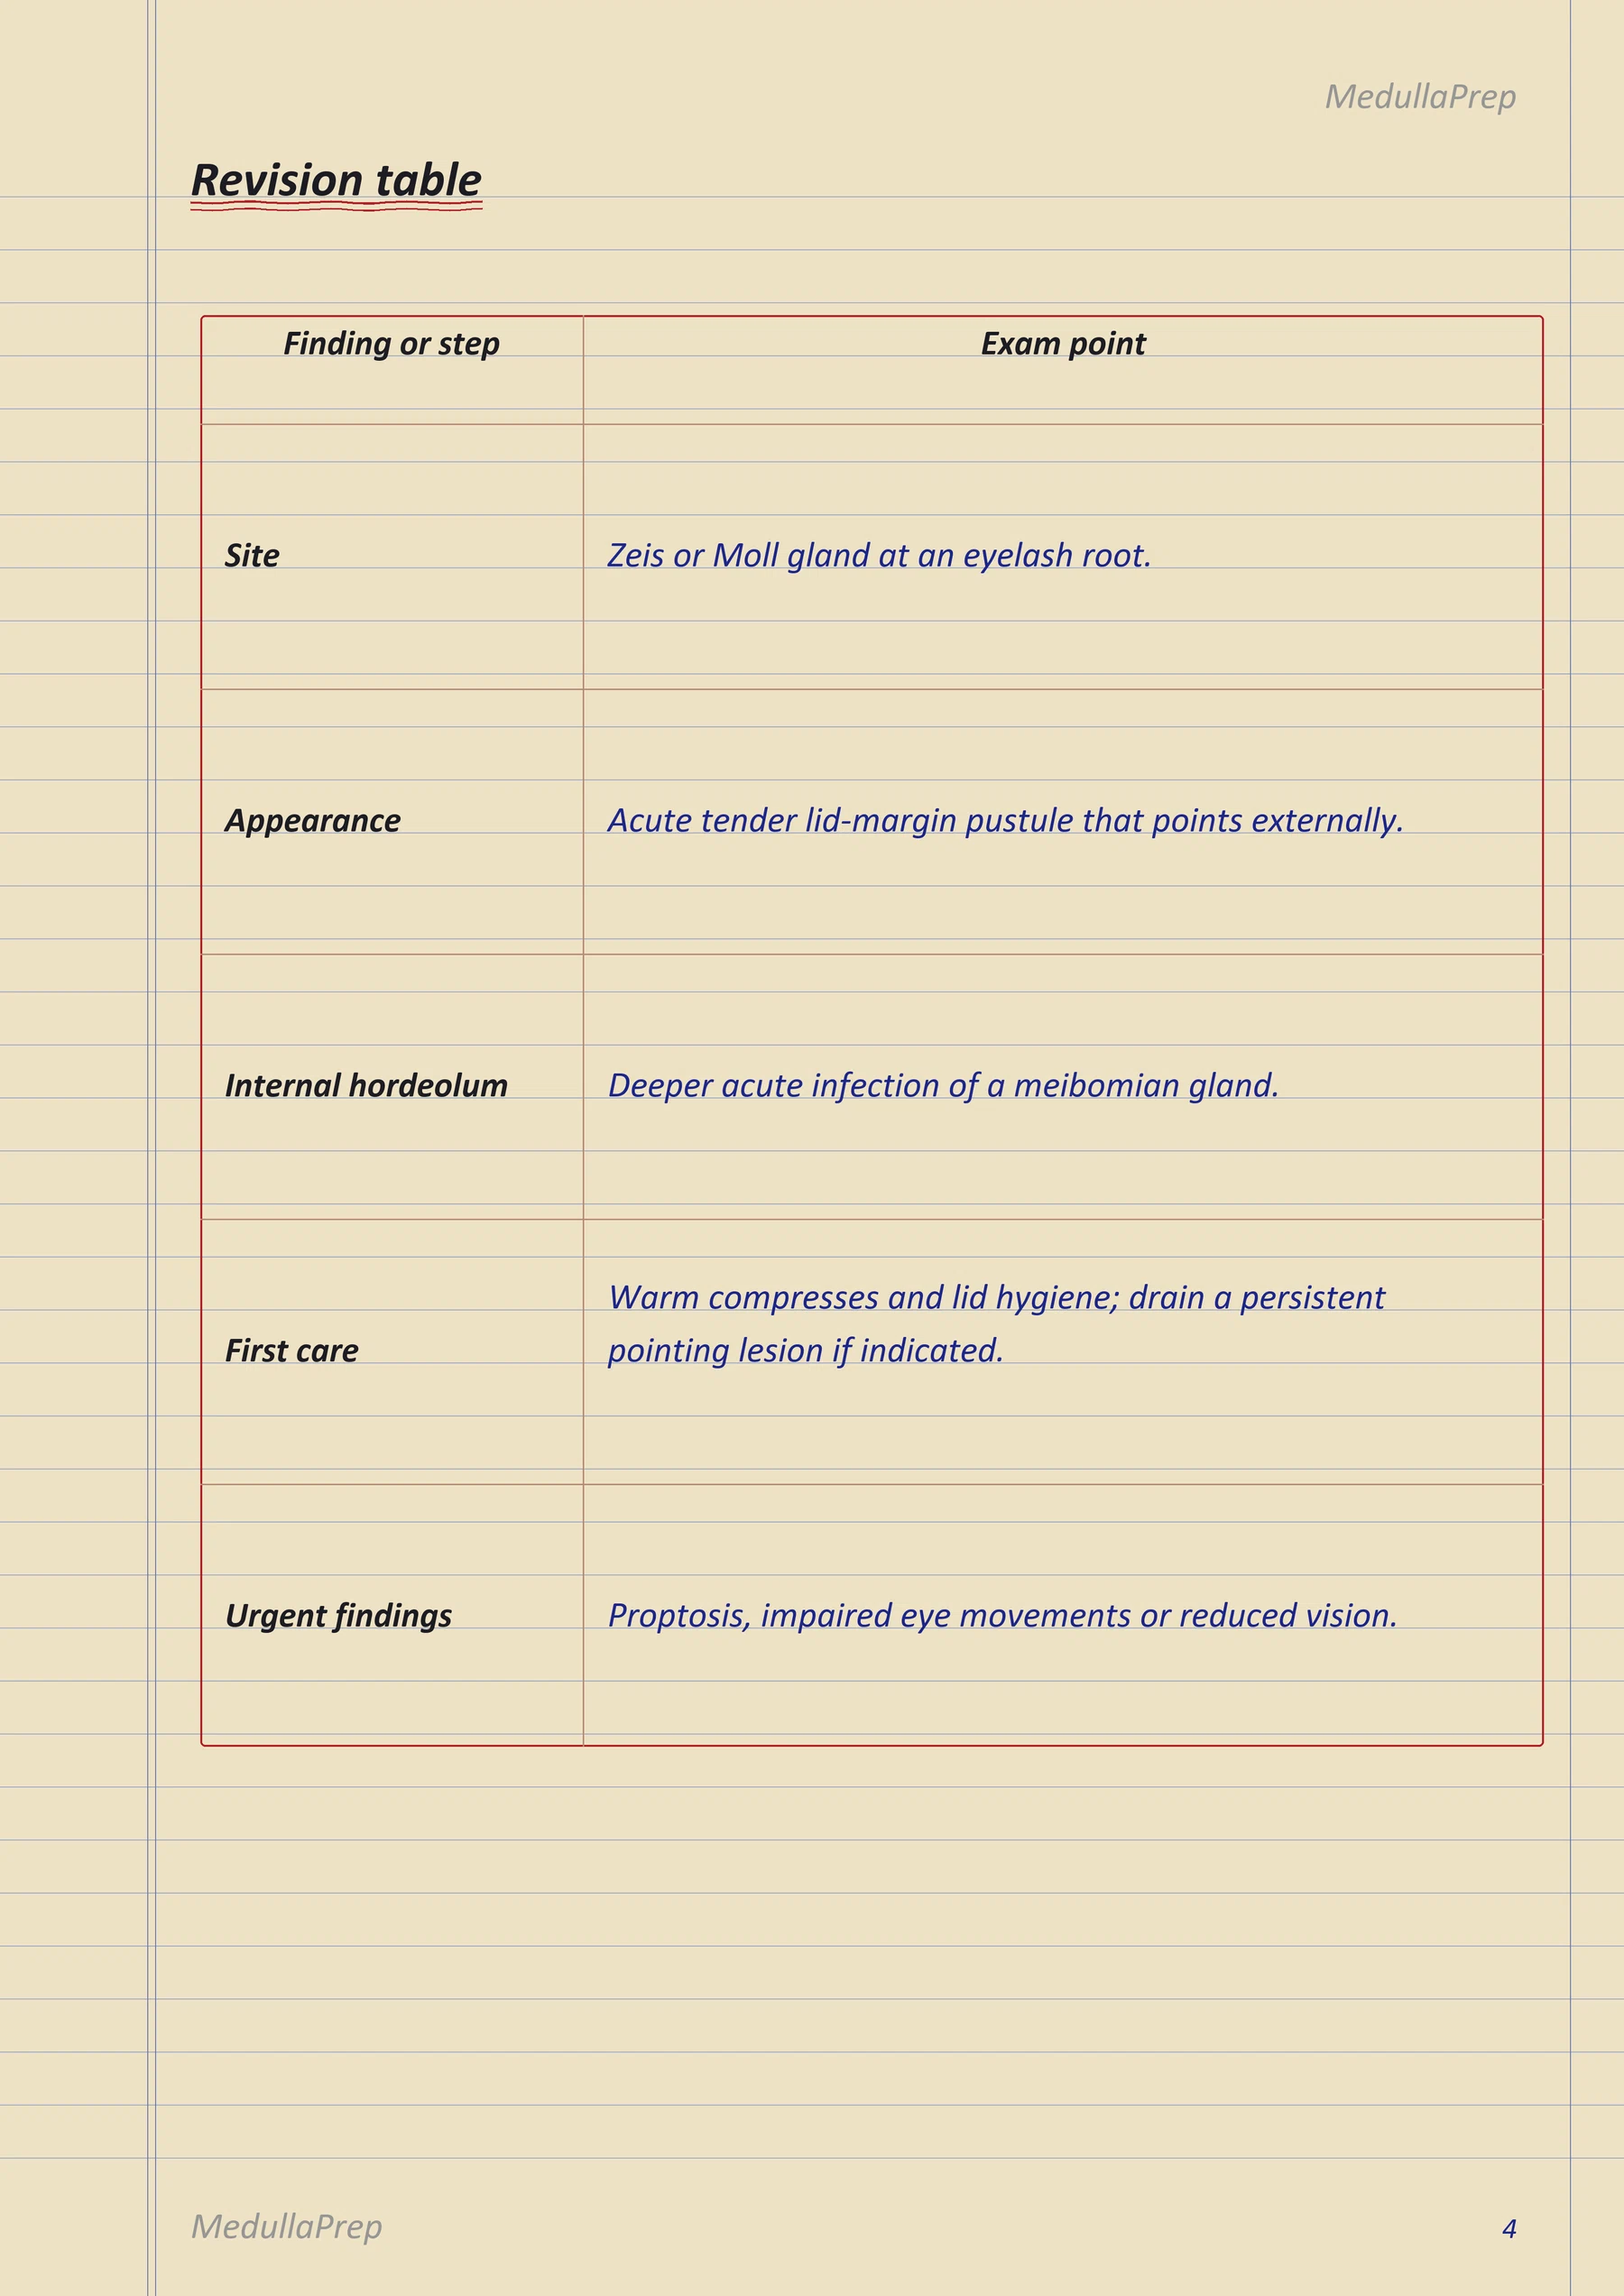 MedullaPrep
Revision table
Finding or step
Exam point
Site
Zeis or Moll gland at an eyelash root.
Appearance
Acute tender lid-margin pustule that points externally.
Internal hordeolum
Deeper acute infection of a meibomian gland.
First care
Warm compresses and lid hygiene; drain a persistent
pointing lesion if indicated.
Urgent findings
Proptosis, impaired eye movements or reduced vision.
MedullaPrep
4